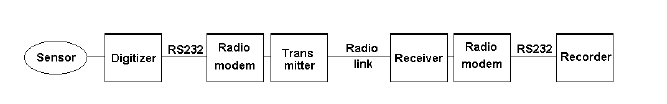 Sensor
Digitizer
RS232
Radio
modem
Trans
mitter
Radio
link
Receiver
Radio
modem
RS232
Recorder